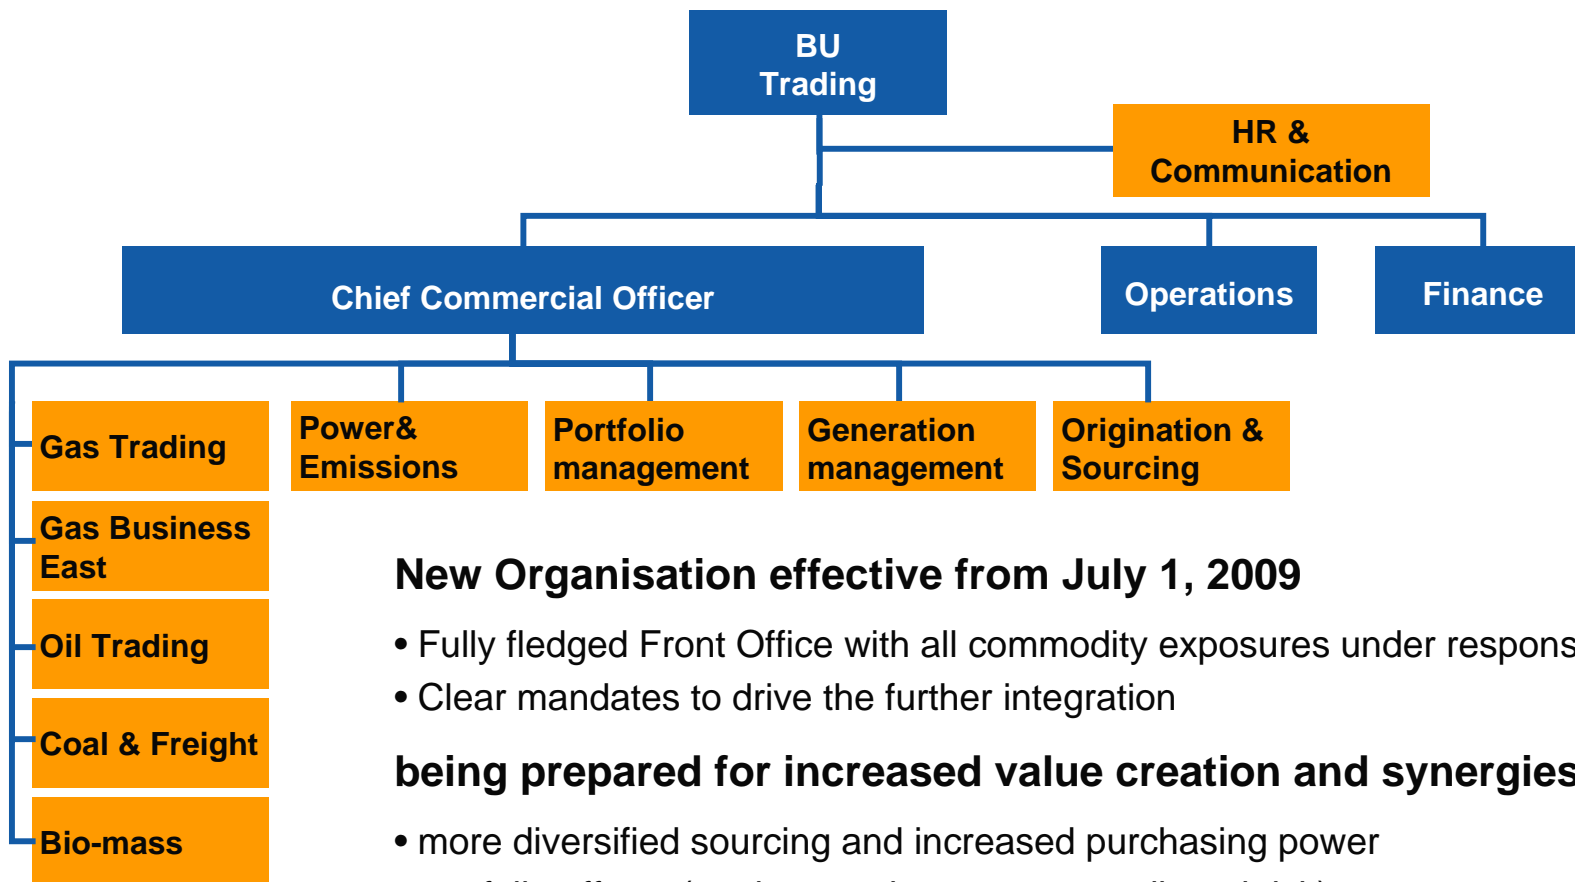 BU
Trading
HR &
Communication
Chief Commercial Officer
Operations
Finance
Gas Trading
Power&
Emissions
Portfolio
management
Generation
management
Origination &
Sourcing
Gas Business
East
Oil Trading
Coal & Freight
Bio-mass
New Organisation effective from July 1, 2009
• Fully fledged Front Office with all commodity exposures under respons
• Clear mandates to drive the further integration
being prepared for increased value creation and synergies
• more diversified sourcing and increased purchasing power